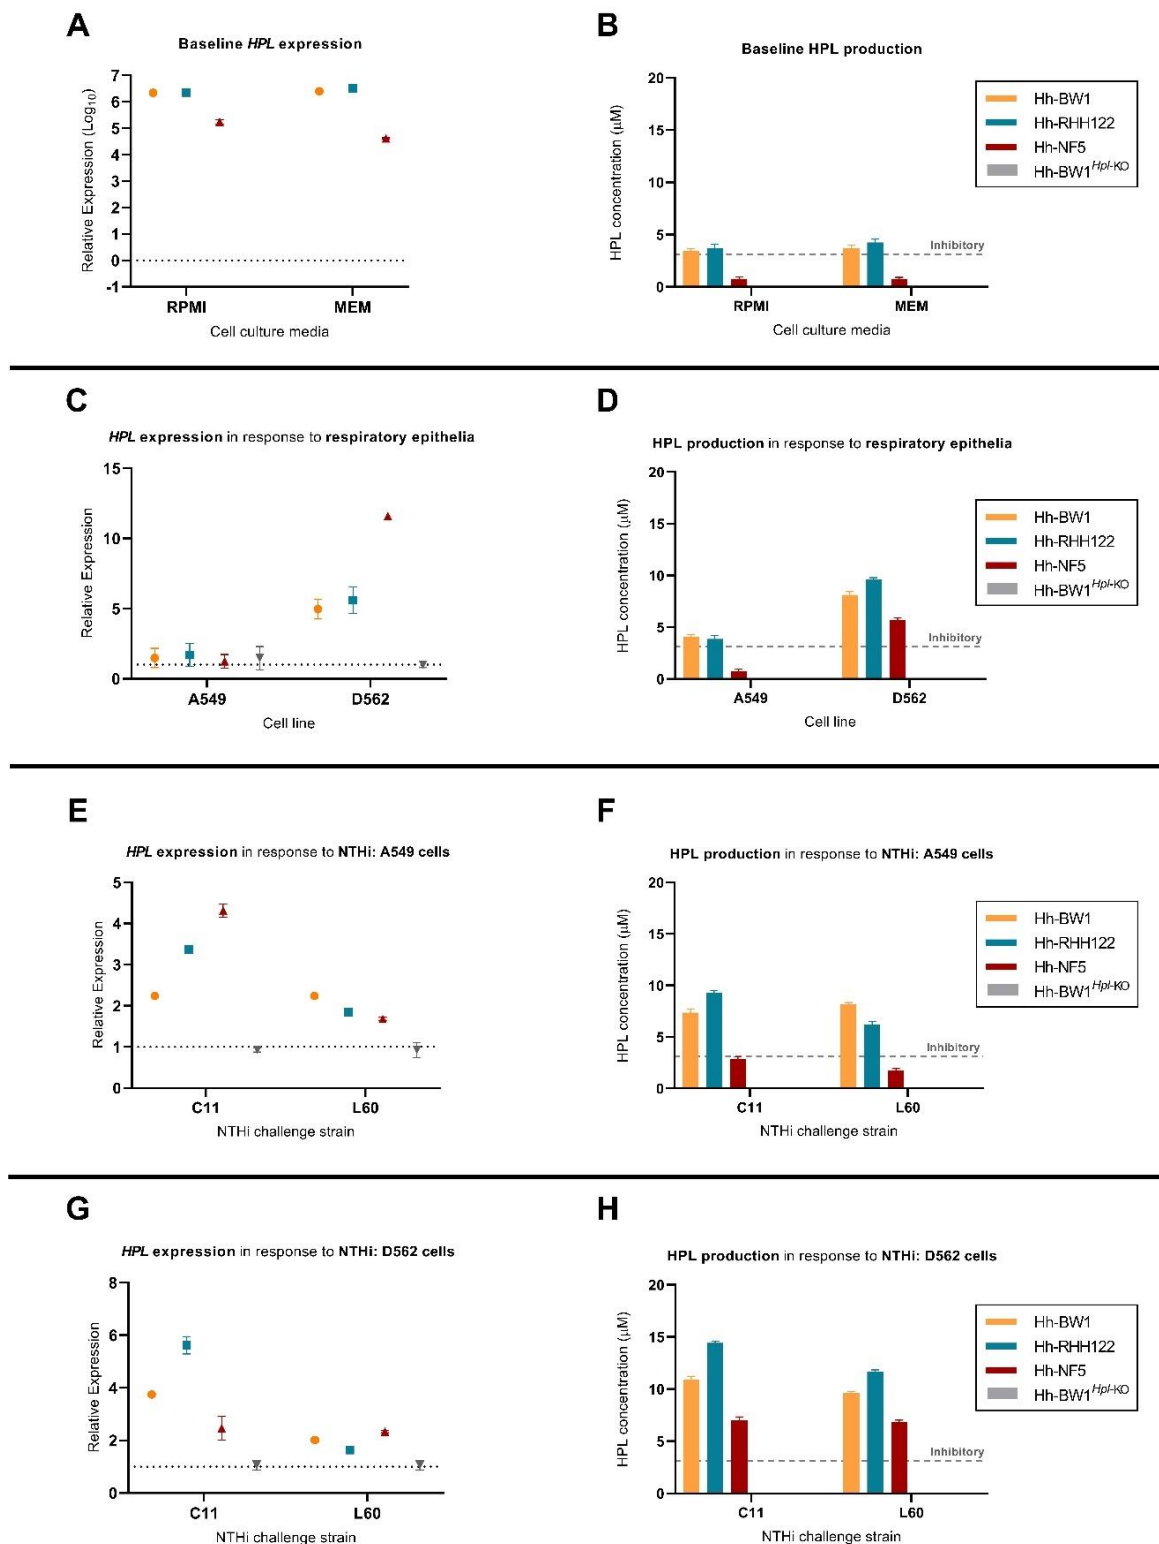 A
Baseline HPL expression
Relative Expression (Log10)
7
6
5
4
3
2
1
0
-1
RPMI
MEM
Cell culture media
B
Baseline HPL production
HPL concentration (μM)
20
15
10
5
0
Inhibitory
RPMI
MEM
Cell culture media
Hh-BW1
Hh-RHH122
Hh-NF5
Hh-BW1Hpl-KO
C
HPL expression in response to respiratory epithelia
Relative Expression
15
10
5
0
A549
D562
Cell line
D
HPL production in response to respiratory epithelia
HPL concentration (μM)
20
15
10
5
0
Inhibitory
A549
D562
Cell line
Hh-BW1
Hh-RHH122
Hh-NF5
Hh-BW1Hpl-KO
E
HPL expression in response to NTHi: A549 cells
Relative Expression
5
4
3
2
1
0
C11
L60
NTHi challenge strain
F
HPL production in response to NTHi: A549 cells
HPL concentration (μM)
20
15
10
5
0
Inhibitory
C11
L60
NTHi challenge strain
Hh-BW1
Hh-RHH122
Hh-NF5
Hh-BW1Hpl-KO
G
HPL expression in response to NTHi: D562 cells
Relative Expression
8
6
4
2
0
C11
L60
NTHi challenge strain
H
HPL production in response to NTHi: D562 cells
HPL concentration (μM)
20
15
10
5
0
Inhibitory
C11
L60
NTHi challenge strain
Hh-BW1
Hh-RHH122
Hh-NF5
Hh-BW1Hpl-KO